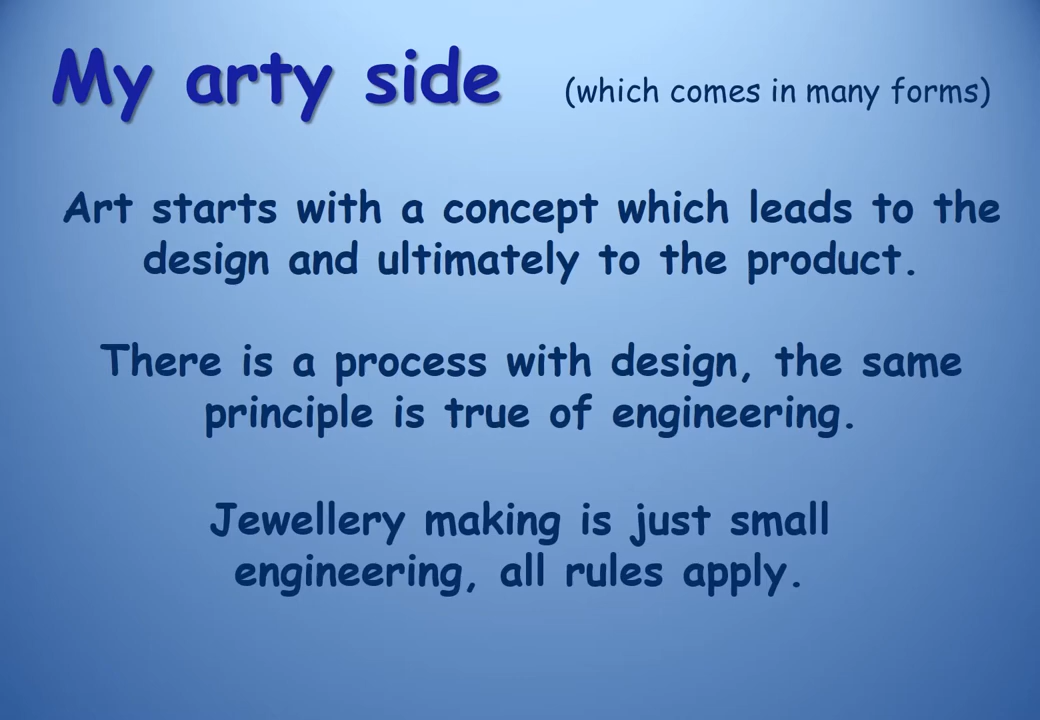 My arty side (which comes in many forms)
Art starts with a concept which leads to the
design and ultimately to the product.
There is a process with design, the same
principle is true of engineering.
Jewellery making is just small
engineering, all rules apply.